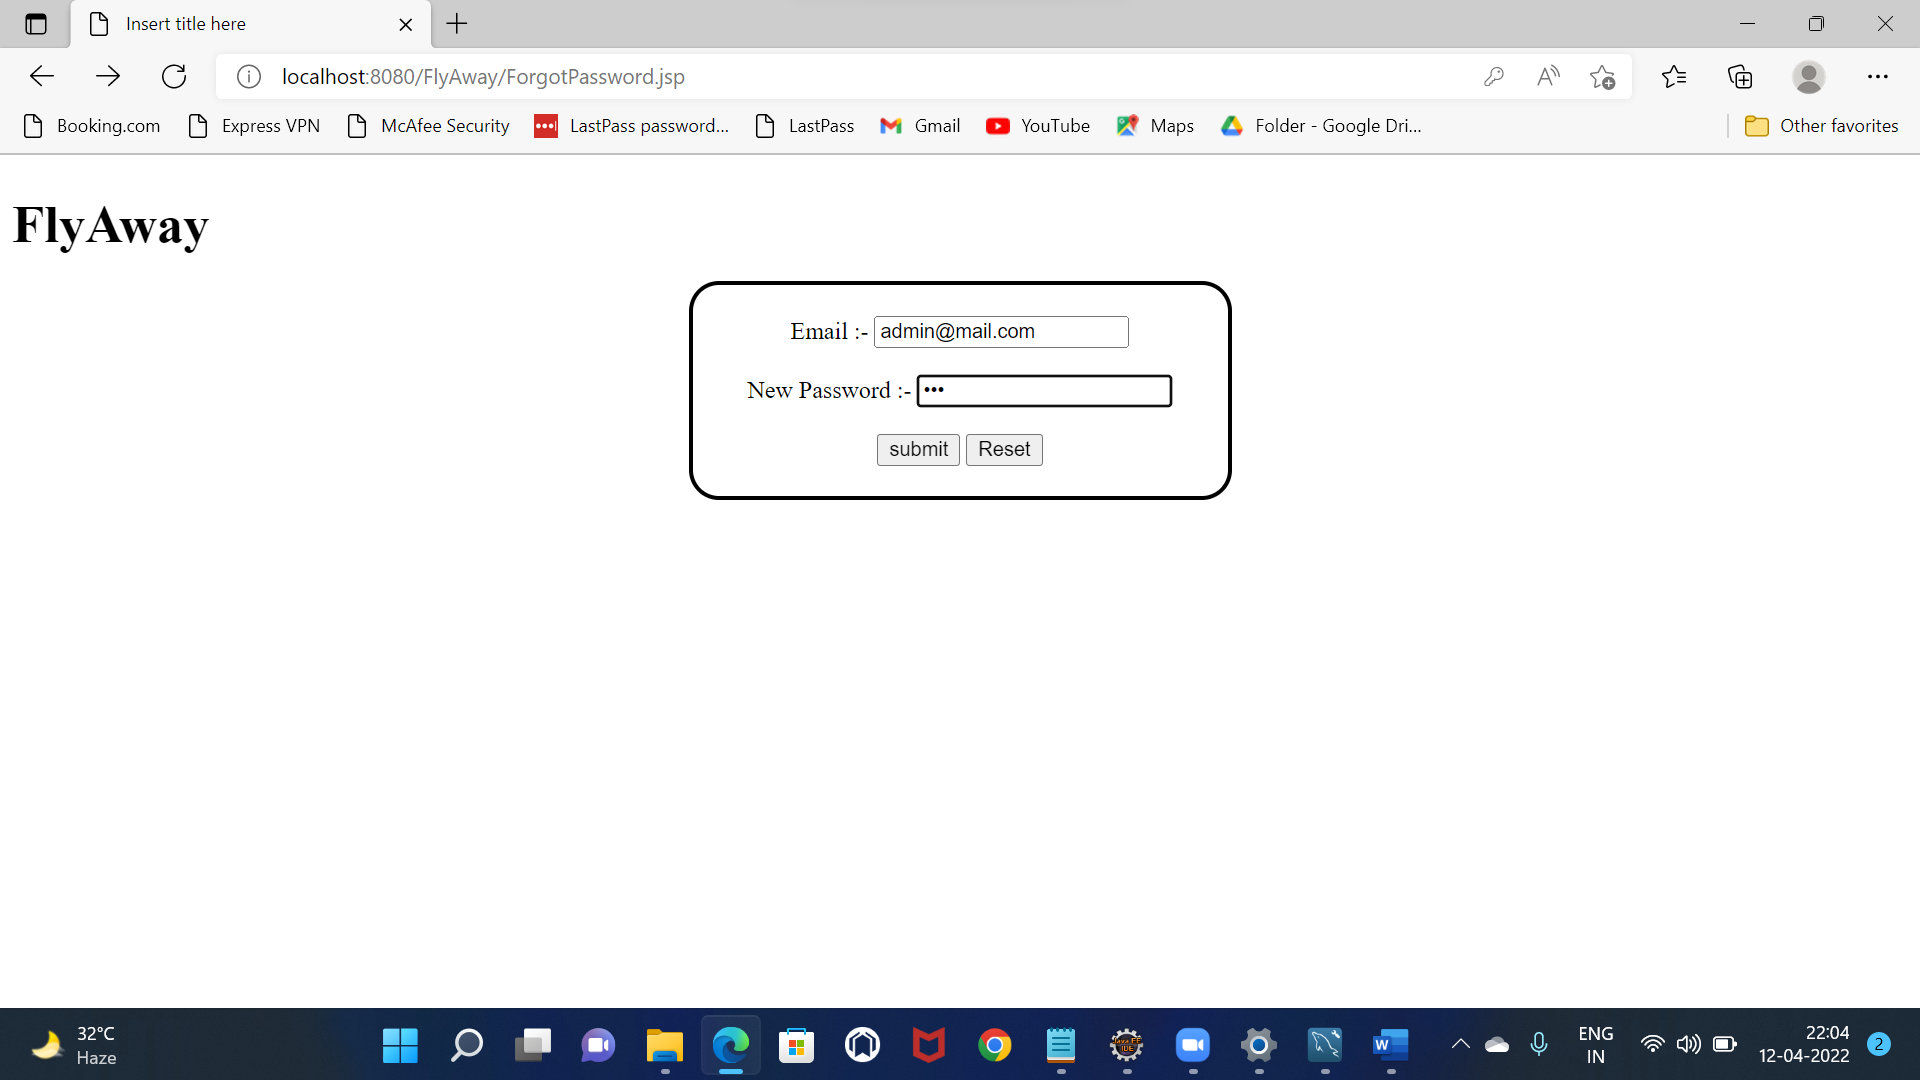 Insert title here
localhost:8080/FlyAway/ForgotPassword.jsp
Booking.com Express VPN McAfee Security LastPass password... LastPass Gmail YouTube Maps Folder - Google Dri... Other favorites
FlyAway
Email :- admin@mail.com
New Password :- •••
submit Reset
32°C
Haze
ENG
IN
22:04
12-04-2022
2